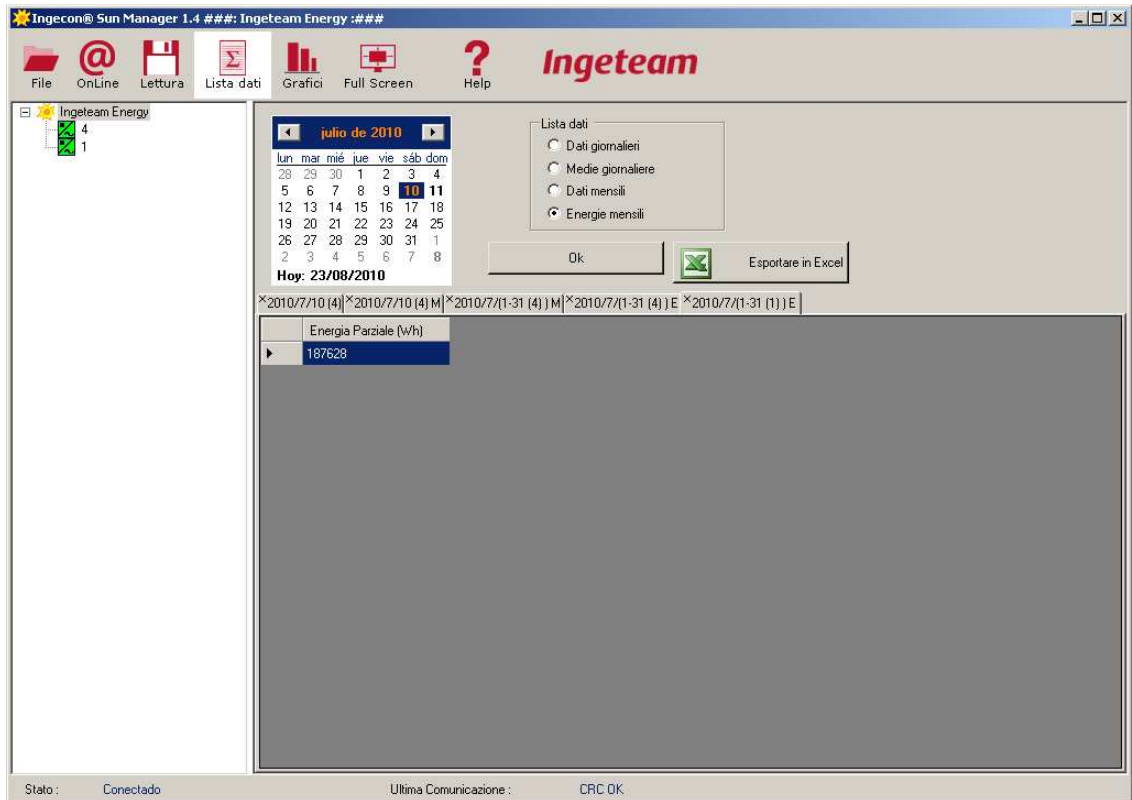 Ingecon® Sun Manager 1.4 ###: Ingeteam Energy :###
File OnLine Lettura Lista dati Grafici Full Screen Help Ingeteam
Ingeteam Energy
4
1
julio de 2010
lun mar mié jue vie sáb dom
28 29 30 1 2 3 4
5 6 7 8 9 10 11
12 13 14 15 16 17 18
19 20 21 22 23 24 25
26 27 28 29 30 31 1
2 3 4 5 6 7 8
Hoy: 23/08/2010
Lista dati
Dati giornalieri
Medie giornaliere
Dati mensili
Energie mensili
Ok
Esportare in Excel
×2010/7/10 (4) ×2010/7/10 (4) M ×2010/7/(1-31 (4) ) M ×2010/7/(1-31 (4) ) E ×2010/7/(1-31 (1) ) E
Energia Parziale (Wh)
187628
Stato : Conectado Ultima Comunicazione : CRC OK